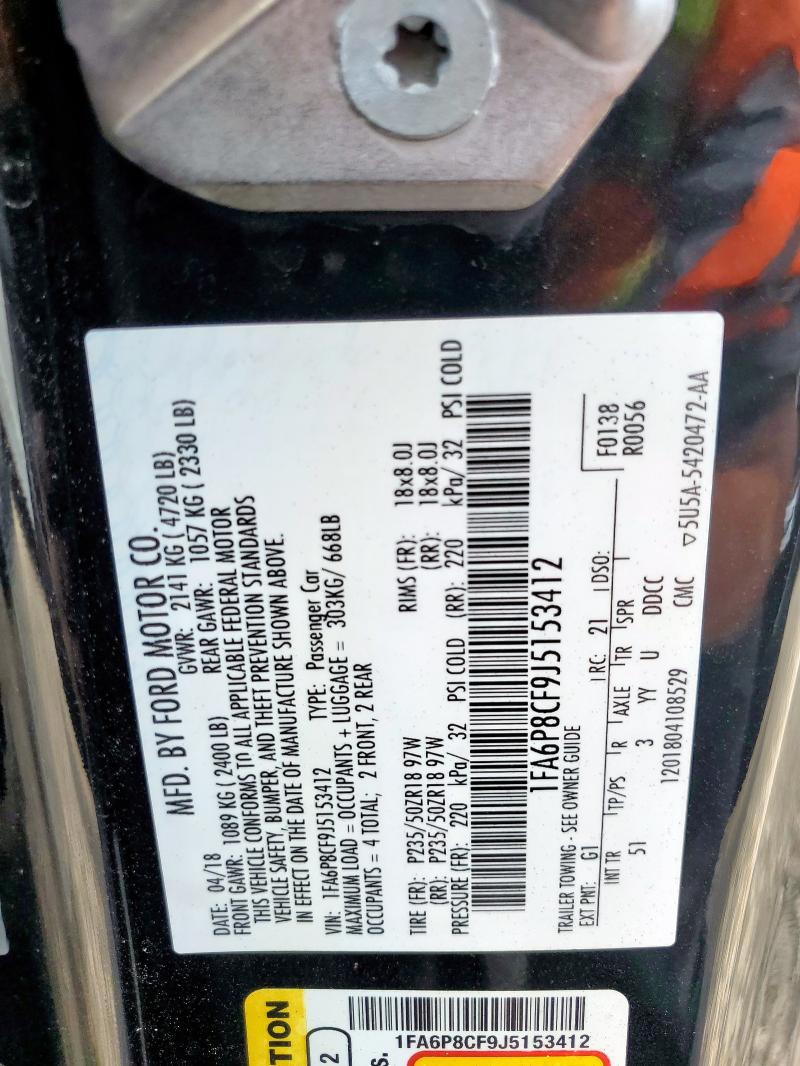 MFD. BY FORD MOTOR CO.
DATE: 04/18 GVWR: 2141 KG ( 4720 LB)
FRONT GAWR: 1089 KG ( 2400 LB) REAR GAWR: 1057 KG ( 2330 LB)
THIS VEHICLE CONFORMS TO ALL APPLICABLE FEDERAL MOTOR
VEHICLE SAFETY, BUMPER, AND THEFT PREVENTION STANDARDS
IN EFFECT ON THE DATE OF MANUFACTURE SHOWN ABOVE.
VIN: 1FA6P8CF9J5153412 TYPE: Passenger Car
MAXIMUM LOAD = OCCUPANTS + LUGGAGE = 303KG/ 668LB
OCCUPANTS = 4 TOTAL; 2 FRONT, 2 REAR
TIRE (FR): P235/50ZR18 97W RIMS (FR): 18x8.0J
(RR): P235/50ZR18 97W (RR): 18x8.0J
PRESSURE (FR): 220 kPa/ 32 PSI COLD (RR): 220 kPa/ 32 PSI COLD
1FA6P8CF9J5153412
TRAILER TOWING - SEE OWNER GUIDE
EXT PNT: G1 RC: 21 DSO: F0138
R0056
INT TR TP/PS R AXLE TR SPR
51 3 YY U DDCC
1201804108529 CMC ▽5U5A-5420472-AA
TION
2
S.
1FA6P8CF9J5153412